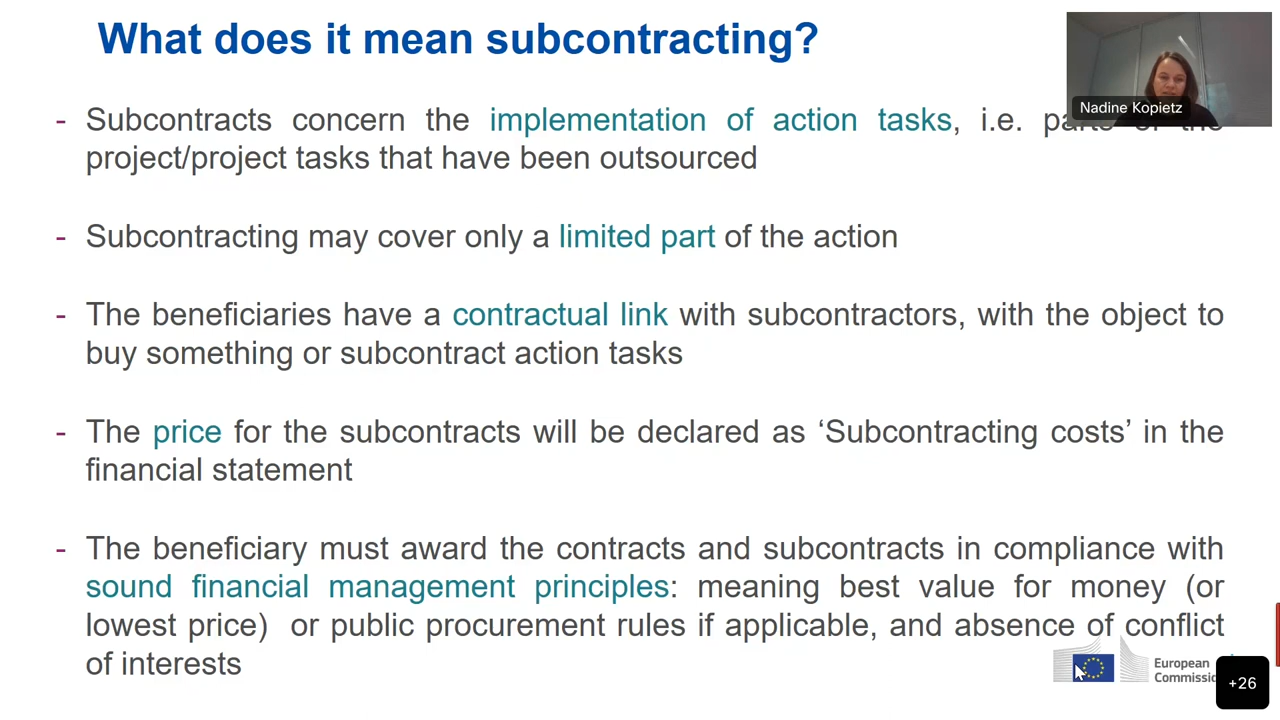 What does it mean subcontracting?
Nadine Kopietz
- Subcontracts concern the implementation of action tasks, i.e. parts of the
project/project tasks that have been outsourced
- Subcontracting may cover only a limited part of the action
- The beneficiaries have a contractual link with subcontractors, with the object to
buy something or subcontract action tasks
- The price for the subcontracts will be declared as ‘Subcontracting costs’ in the
financial statement
- The beneficiary must award the contracts and subcontracts in compliance with
sound financial management principles: meaning best value for money (or
lowest price) or public procurement rules if applicable, and absence of conflict
of interests
European
+26